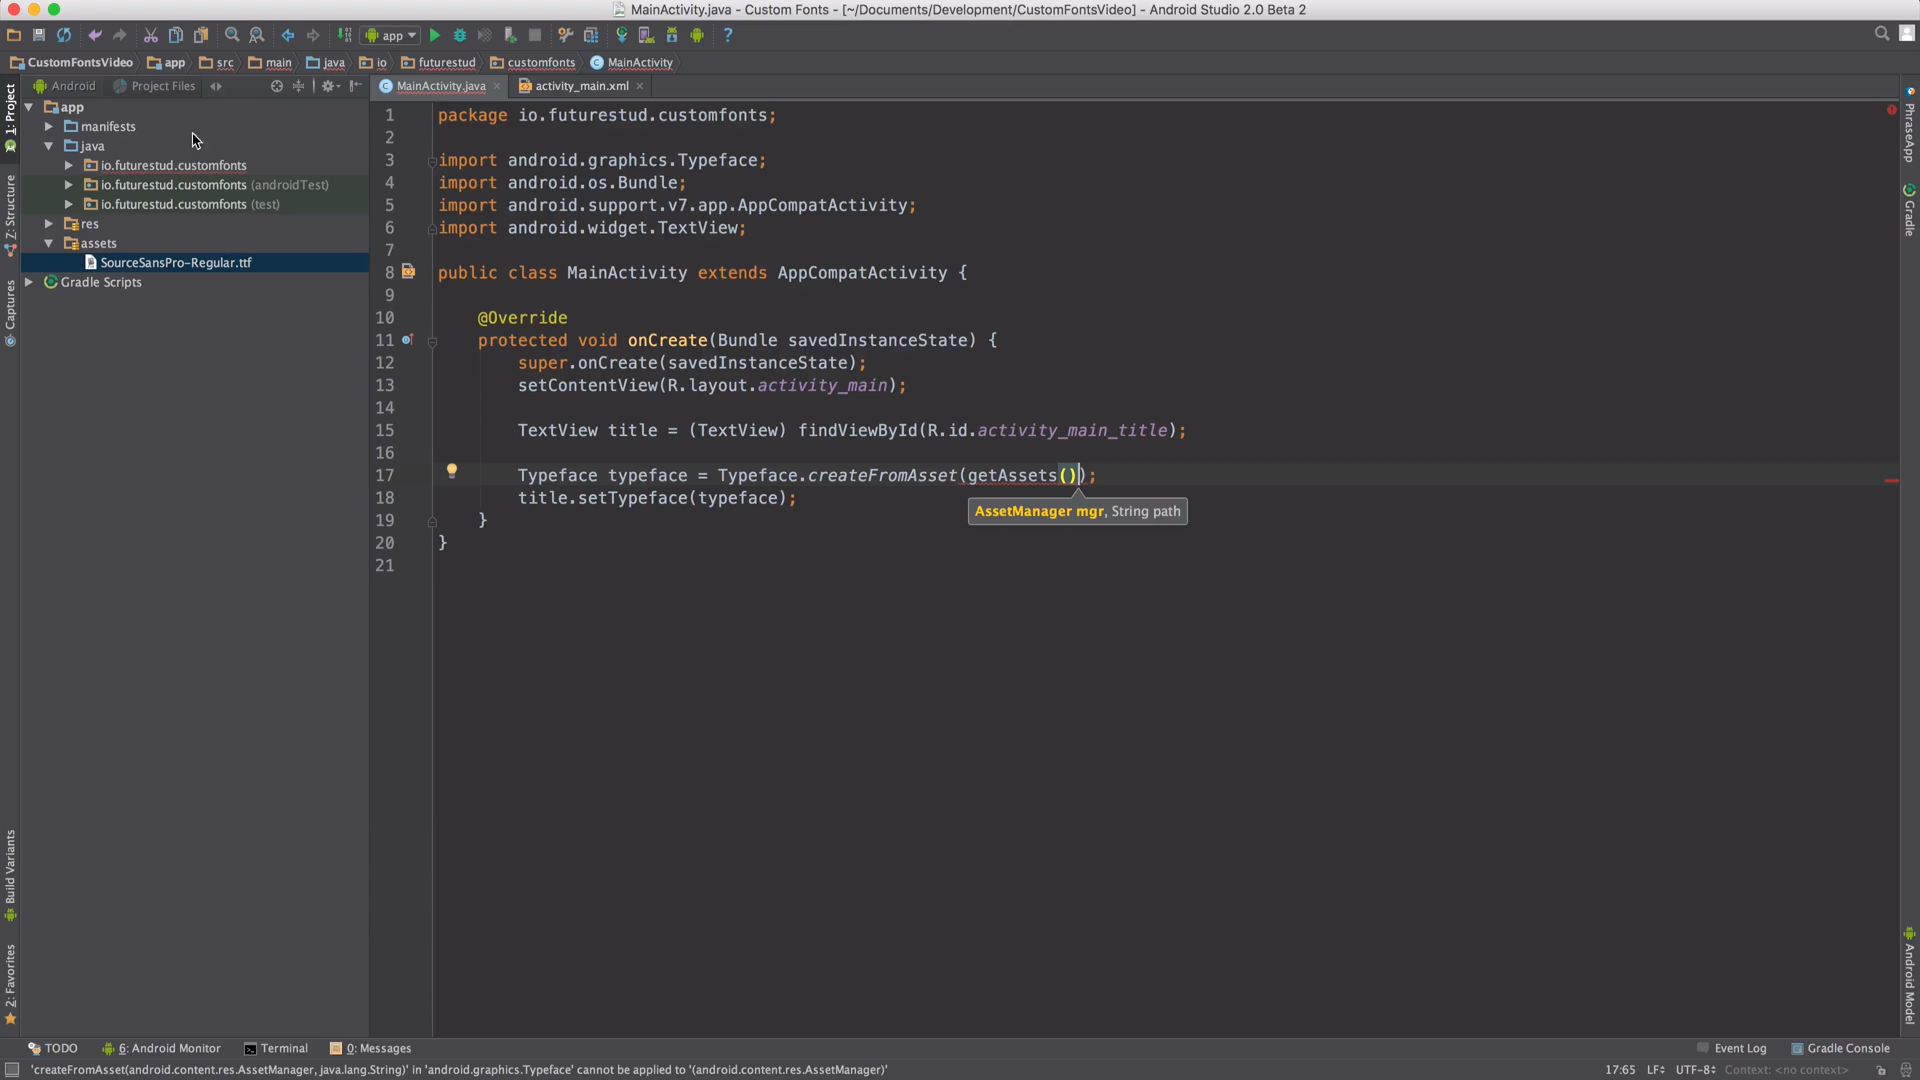 MainActivity.java - Custom Fonts - [~/Documents/Development/CustomFontsVideo] - Android Studio 2.0 Beta 2
app
CustomFontsVideo app src main java io futurestud customfonts MainActivity
Android Project Files
MainActivity.java activity_main.xml
1: Project
Z: Structure
Captures
Build Variants
2: Favorites
app
manifests
java
io.futurestud.customfonts
io.futurestud.customfonts (androidTest)
io.futurestud.customfonts (test)
res
assets
SourceSansPro-Regular.ttf
Gradle Scripts
1 package io.futurestud.customfonts;
2
3 import android.graphics.Typeface;
4 import android.os.Bundle;
5 import android.support.v7.app.AppCompatActivity;
6 import android.widget.TextView;
7
8 public class MainActivity extends AppCompatActivity {
9
10 @Override
11 protected void onCreate(Bundle savedInstanceState) {
12 super.onCreate(savedInstanceState);
13 setContentView(R.layout.activity_main);
14
15 TextView title = (TextView) findViewById(R.id.activity_main_title);
16
17 Typeface typeface = Typeface.createFromAsset(getAssets());
18 title.setTypeface(typeface);
AssetManager mgr, String path
19 }
20 }
21
PhraseApp
Gradle
Android Model
TODO 6: Android Monitor Terminal 0: Messages Event Log Gradle Console
'createFromAsset(android.content.res.AssetManager, java.lang.String)' in 'android.graphics.Typeface' cannot be applied to '(android.content.res.AssetManager)' 17:65 LF UTF-8 Context: <no context>